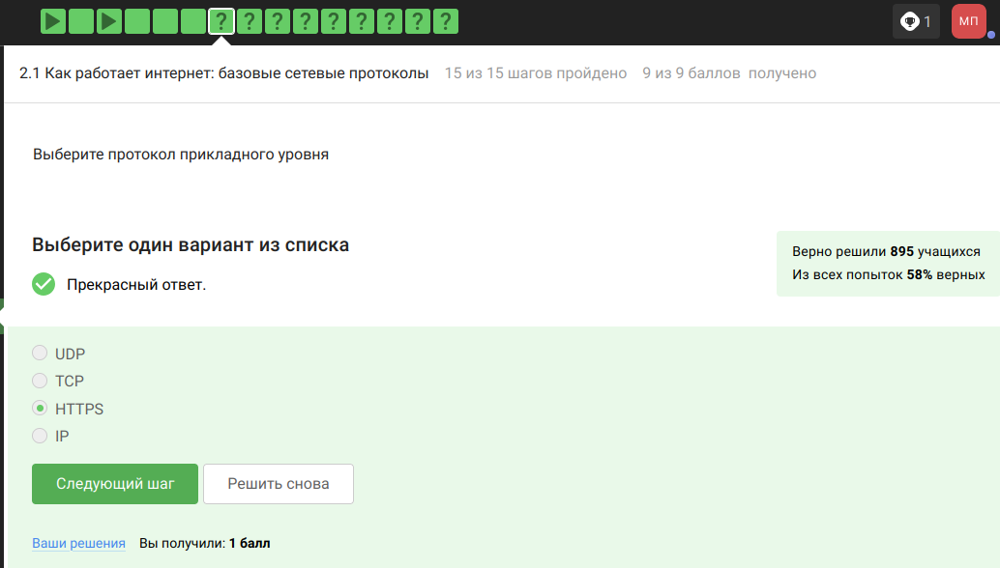 ? ? ? ? ? ? ? ? ?
1
МП
2.1 Как работает интернет: базовые сетевые протоколы 15 из 15 шагов пройдено 9 из 9 баллов получено
Выберите протокол прикладного уровня
Выберите один вариант из списка
Прекрасный ответ.
Верно решили 895 учащихся
Из всех попыток 58% верных
UDP
TCP
HTTPS
IP
Следующий шаг Решить снова
Ваши решения Вы получили: 1 балл